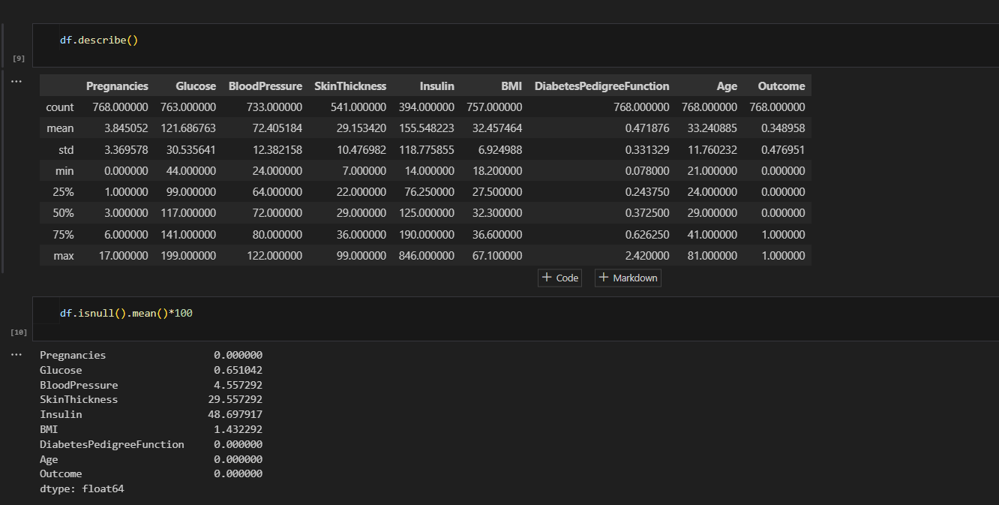 df.describe()
[9]
...
Pregnancies Glucose BloodPressure SkinThickness Insulin BMI DiabetesPedigreeFunction Age Outcome
count 768.000000 763.000000 733.000000 541.000000 394.000000 757.000000 768.000000 768.000000 768.000000
mean 3.845052 121.686763 72.405184 29.153420 155.548223 32.457464 0.471876 33.240885 0.348958
std 3.369578 30.535641 12.382158 10.476982 118.775855 6.924988 0.331329 11.760232 0.476951
min 0.000000 44.000000 24.000000 7.000000 14.000000 18.200000 0.078000 21.000000 0.000000
25% 1.000000 99.000000 64.000000 22.000000 76.250000 27.500000 0.243750 24.000000 0.000000
50% 3.000000 117.000000 72.000000 29.000000 125.000000 32.300000 0.372500 29.000000 0.000000
75% 6.000000 141.000000 80.000000 36.000000 190.000000 36.600000 0.626250 41.000000 1.000000
max 17.000000 199.000000 122.000000 99.000000 846.000000 67.100000 2.420000 81.000000 1.000000
+ Code + Markdown
df.isnull().mean()*100
[10]
...
Pregnancies 0.000000
Glucose 0.651042
BloodPressure 4.557292
SkinThickness 29.557292
Insulin 48.697917
BMI 1.432292
DiabetesPedigreeFunction 0.000000
Age 0.000000
Outcome 0.000000
dtype: float64